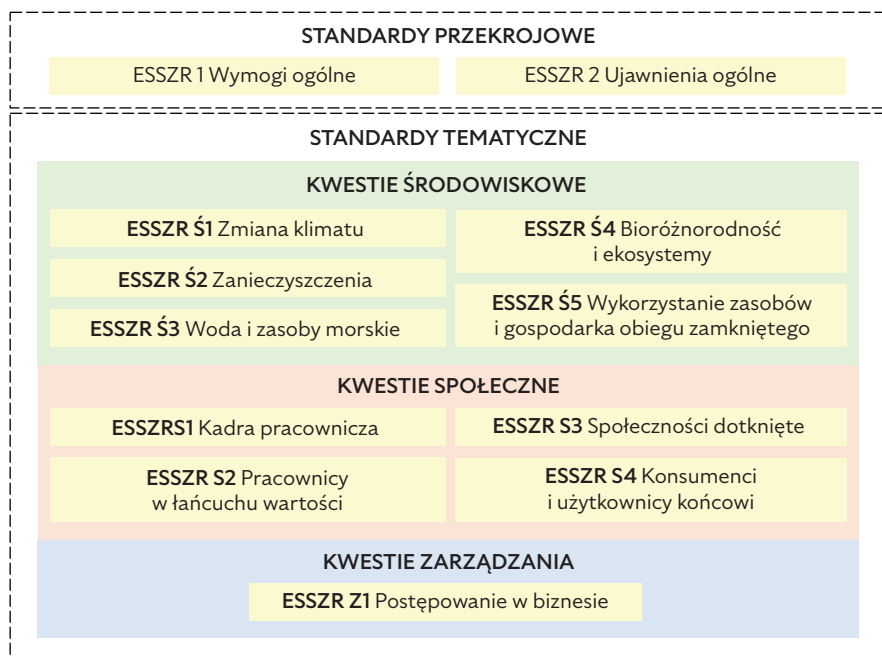 STANDARDY PRZEKROJOWE
ESSZR 1 Wymogi ogólne
ESSZR 2 Ujawnienia ogólne
STANDARDY TEMATYCZNE
KWESTIE ŚRODOWISKOWE
ESSZR Ś1 Zmiana klimatu
ESSZR Ś2 Zanieczyszczenia
ESSZR Ś3 Woda i zasoby morskie
ESSZR Ś4 Bioróżnorodność
i ekosystemy
ESSZR Ś5 Wykorzystanie zasobów
i gospodarka obiegu zamkniętego
KWESTIE SPOŁECZNE
ESSZRS1 Kadra pracownicza
ESSZR S2 Pracownicy
w łańcuchu wartości
ESSZR S3 Społeczności dotknięte
ESSZR S4 Konsumenci
i użytkownicy końcowi
KWESTIE ZARZĄDZANIA
ESSZR Z1 Postępowanie w biznesie